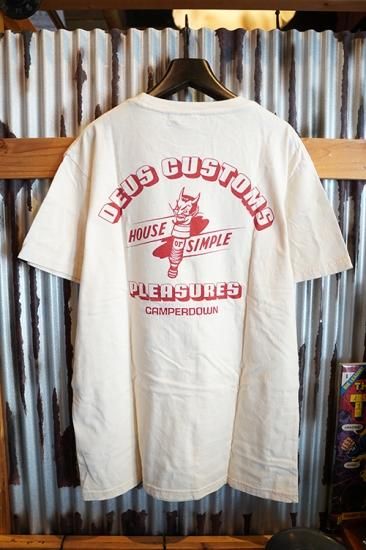 DEUS CUSTOMS
HOUSE OF SIMPLE
PLEASURES
CAMPERDOWN